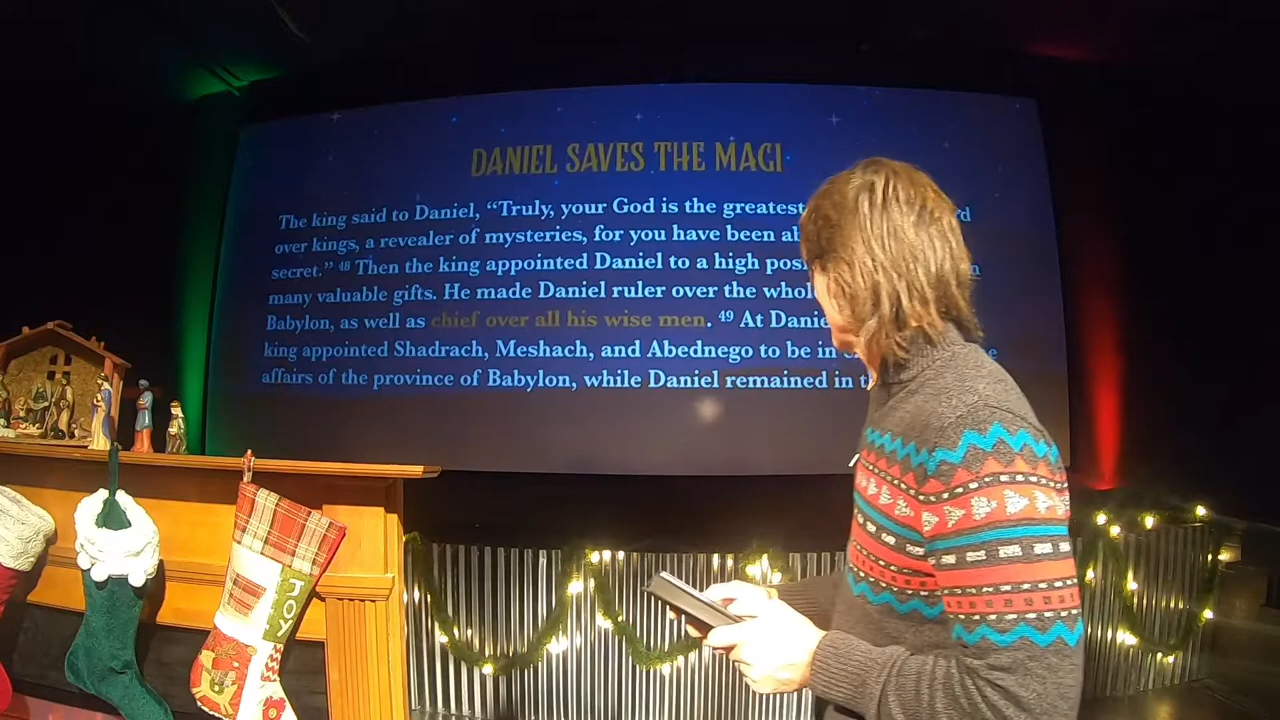 DANIEL SAVES THE MAGI
The king said to Daniel, “Truly, your God is the greatest
over kings, a revealer of mysteries, for you have been
secret.” 48 Then the king appointed Daniel to a high
many valuable gifts. He made Daniel ruler over the
Babylon, as well as chief over all his wise men. 49 At
king appointed Shadrach, Meshach, and Abednego to be in
affairs of the province of Babylon, while Daniel remained in
JOY